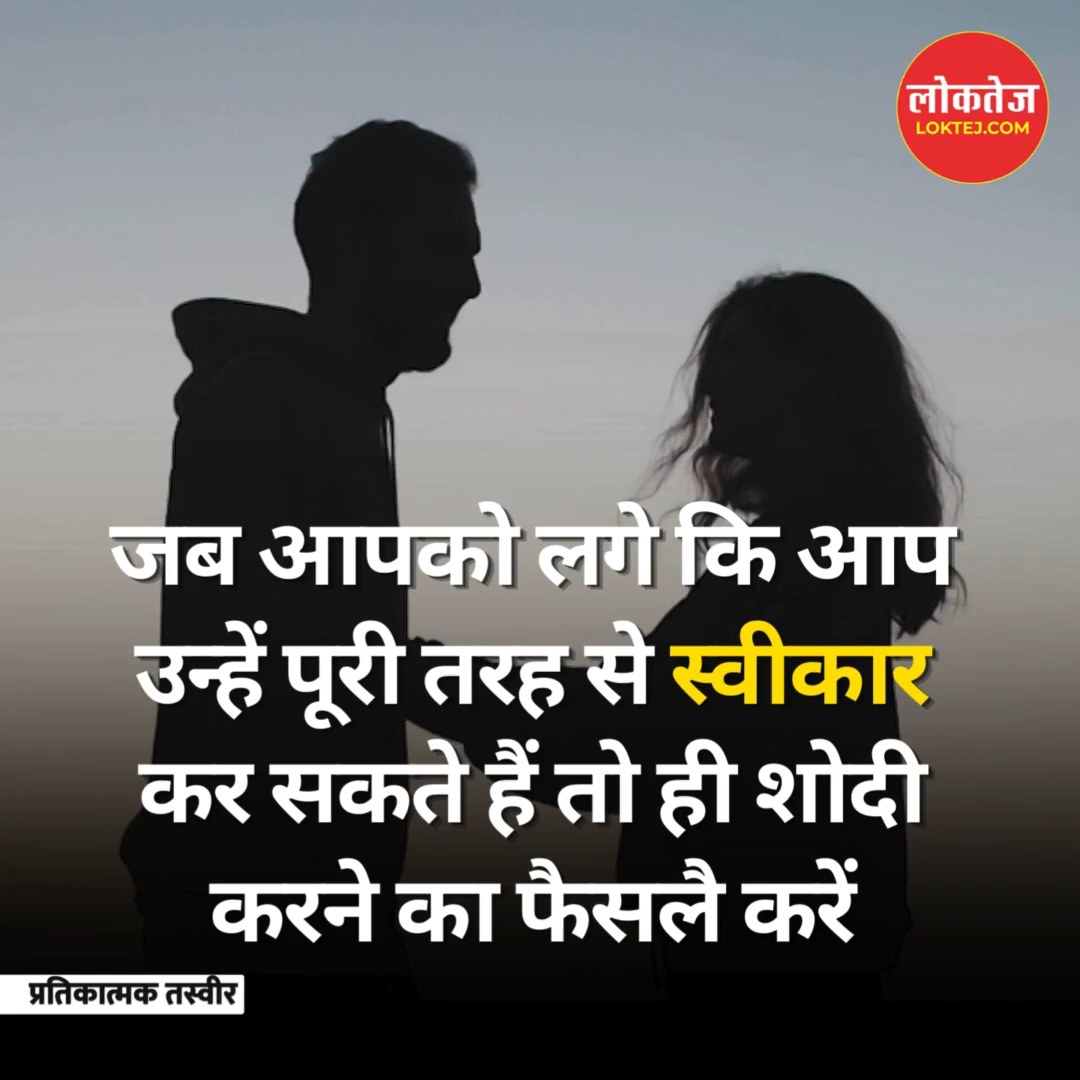 लोकतेज
LOKTEJ.COM
जब आपको लगे कि आप
उन्हें पूरी तरह से स्वीकार
कर सकते हैं तो ही शोदी
करने का फैसलै करें
प्रतिकात्मक तस्वीर